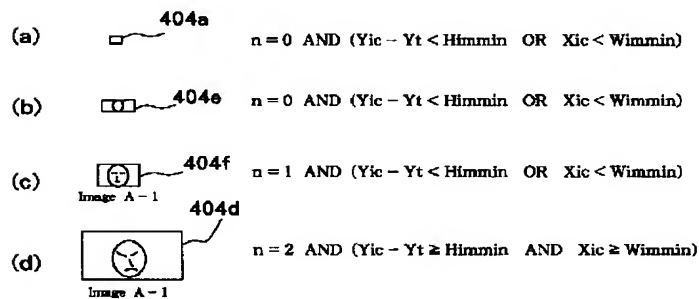 (a) 404a n = 0 AND (Yic - Yt < Himmin OR Xic < Wimmin)
(b) 404e n = 0 AND (Yic - Yt < Himmin OR Xic < Wimmin)
(c) 404f n = 1 AND (Yic - Yt < Himmin OR Xic < Wimmin)
Image A - 1
404d
(d) n = 2 AND (Yic - Yt ≧ Himmin AND Xic ≧ Wimmin)
Image A - 1